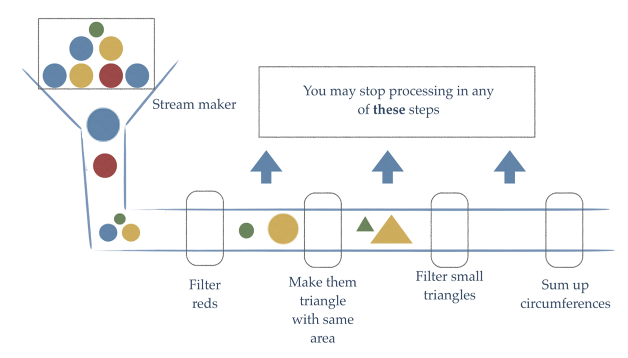 Stream maker
You may stop processing in any
of these steps
Filter
reds
Make them
triangle
with same
area
Filter small
triangles
Sum up
circumferences